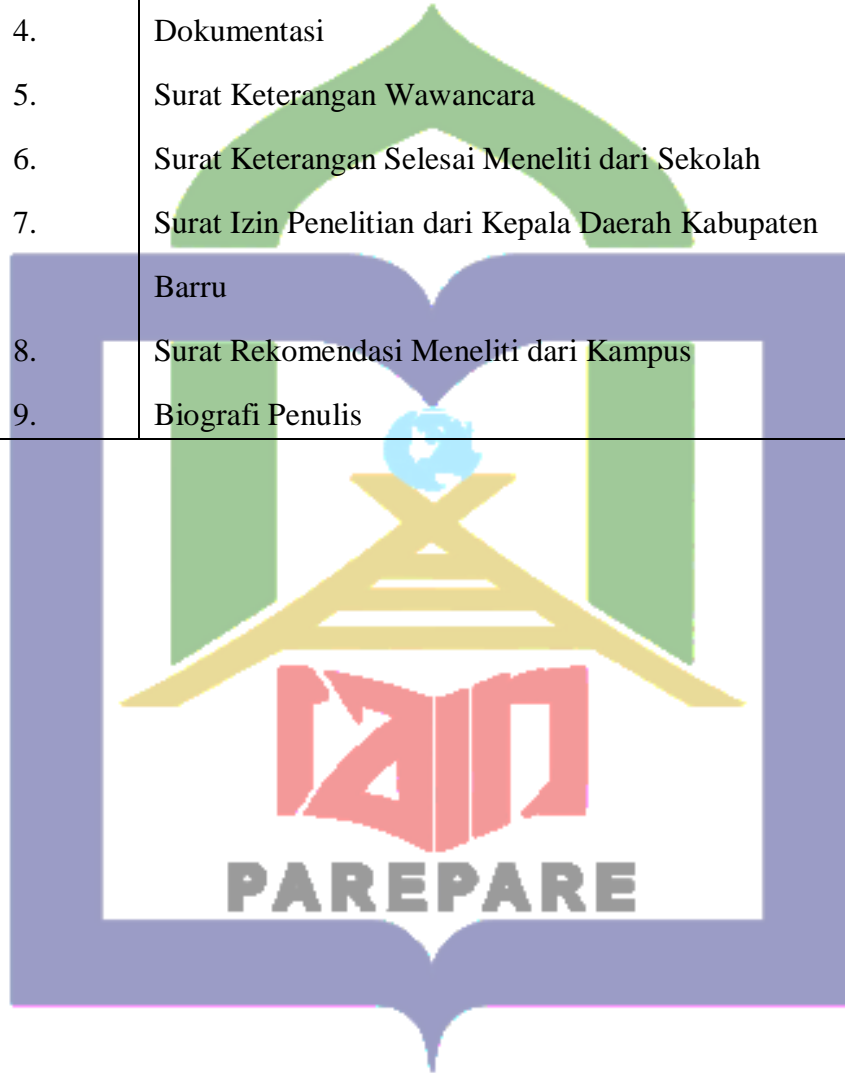 4. Dokumentasi
5. Surat Keterangan Wawancara
6. Surat Keterangan Selesai Meneliti dari Sekolah
7. Surat Izin Penelitian dari Kepala Daerah Kabupaten
Barru
8. Surat Rekomendasi Meneliti dari Kampus
9. Biografi Penulis
iain
PAREPARE